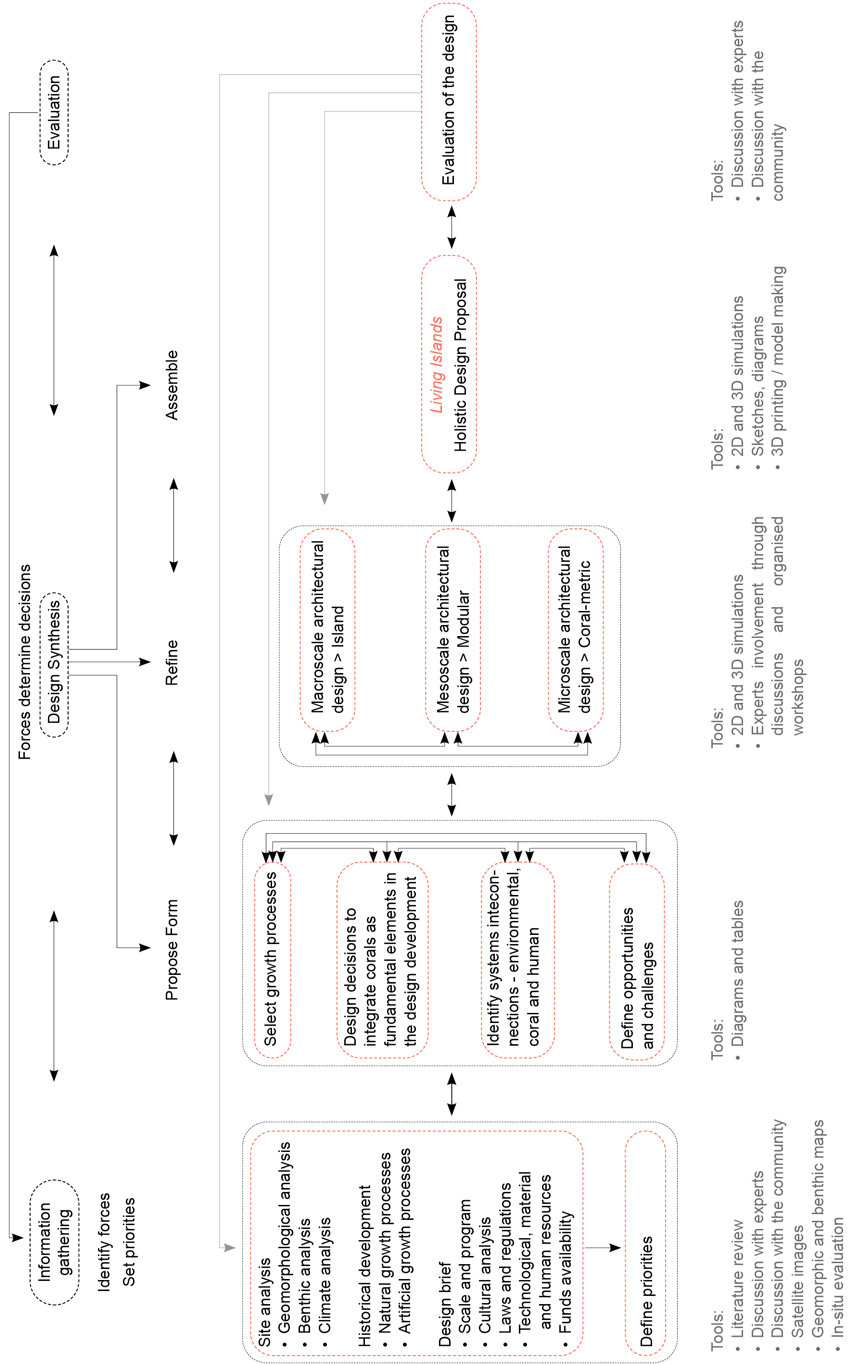 Forces determine decisions
Information
gathering
Design Synthesis
Evaluation
Identify forces
Set priorities
Propose Form
Refine
Assemble
Site analysis
• Geomorphological analysis
• Benthic analysis
• Climate analysis
Historical development
• Natural growth processes
• Artificial growth processes
Design brief
• Scale and program
• Cultural analysis
• Laws and regulations
• Technological, material
and human resources
• Funds availability
Define priorities
Select growth processes
Design decisions to
integrate corals as
fundamental elements in
the design development
Identify systems intecon-
nections - environmental,
coral and human
Define opportunities
and challenges
Macroscale architectural
design > Island
Mesoscale architectural
design > Modular
Microscale architectural
design > Coral-metric
Living Islands
Holistic Design Proposal
Evaluation of the design
Tools:
• Literature review
• Discussion with experts
• Discussion with the community
• Satellite images
• Geomorphic and benthic maps
• In-situ evaluation
Tools:
• Diagrams and tables
Tools:
• 2D and 3D simulations
• Experts involvement through
discussions and organised
workshops
Tools:
• 2D and 3D simulations
• Sketches, diagrams
• 3D printing / model making
Tools:
• Discussion with experts
• Discussion with the
community